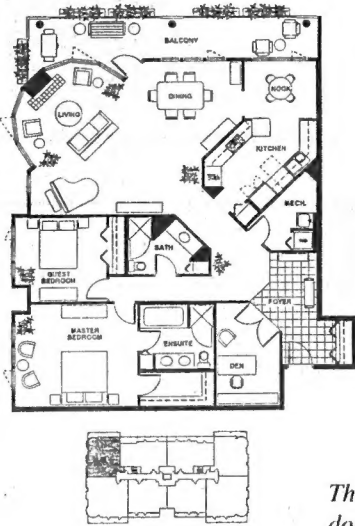 BALCONY
DINING
NOOK
LIVING
KITCHEN
MECH.
BATH
GUEST
BEDROOM
FOYER
MASTER
BEDROOM
ENSUITE
DEN
Th
do